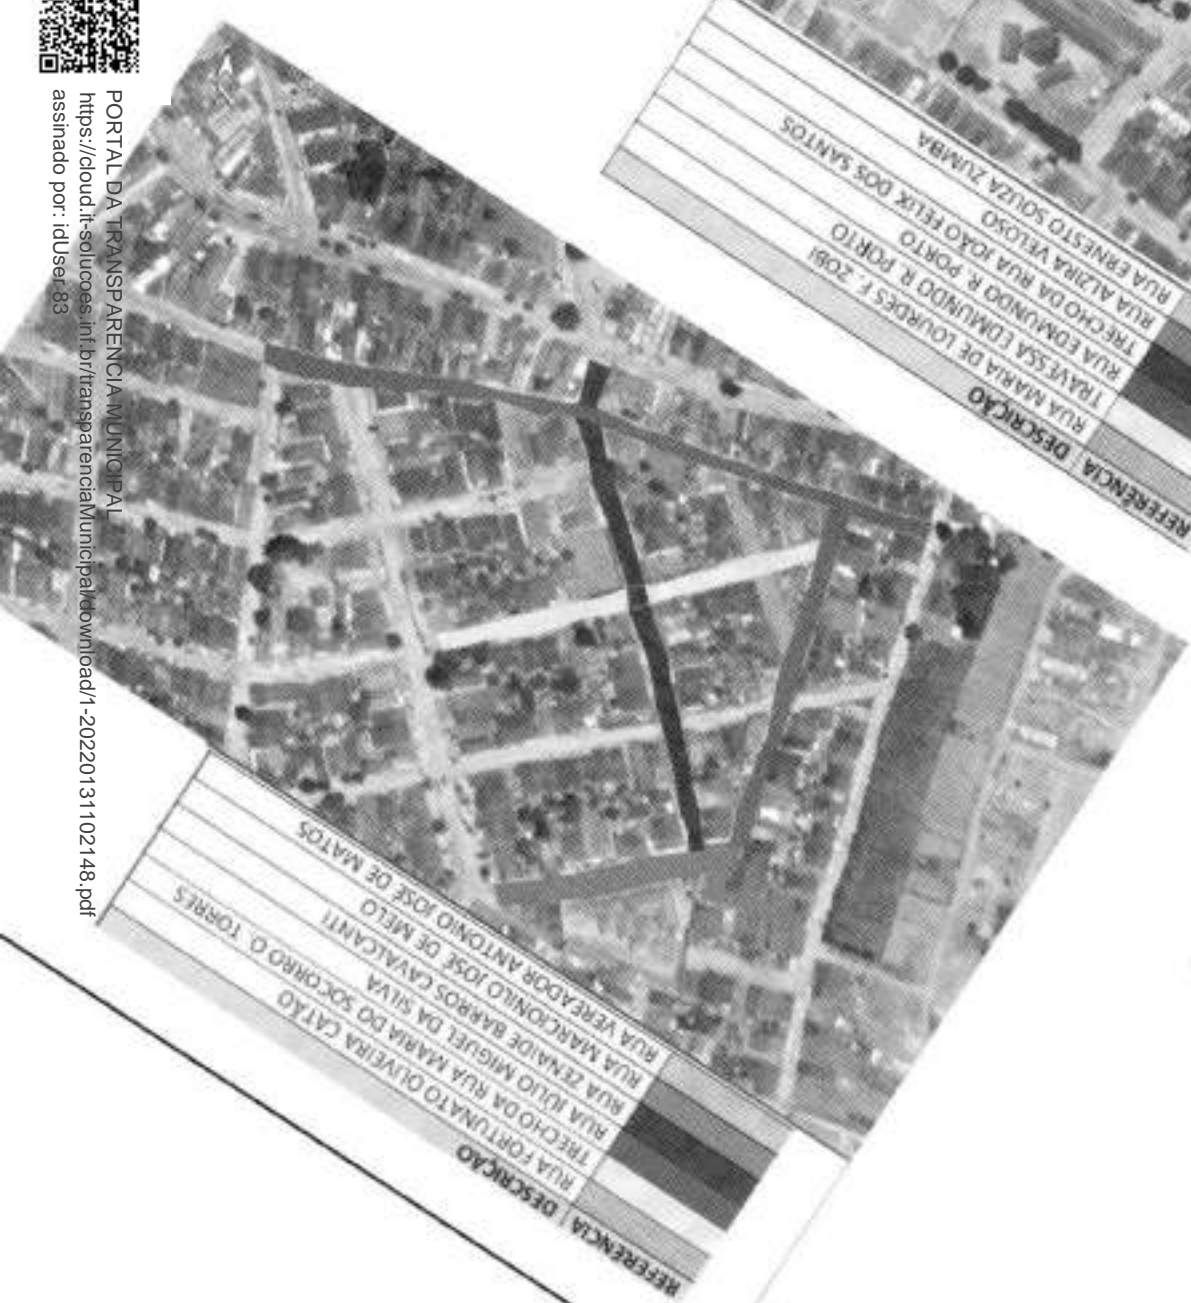 PORTAL DA TRANSPARENCIA MUNICIPAL
https://cloud.it-solucoes.inf.br/transparenciaMunicipal/download/1-20220131102148.pdf
assinado por: idUser 83
REFERÊNCIA | DESCRIÇÃO
RUA MARIA DE LOURDES F. ZOBI
TRAVESSA EDMUNDO R. PORTO
RUA EDMUNDO R. PORTO
TRECHO DA RUA JOÃO FELIX DOS SANTOS
RUA ALZIRA VELOSO
RUA ERNESTO SOUZA ZUMBA
REFERENCIA | DESCRIÇAO
RUA FORTUNATO OLIVEIRA CATÃO
TRECHO DA RUA MARIA DO SOCORRO O. TORRES
RUA JÚLIO MIGUEL DA SILVA
RUA ZENAIDE BARROS CAVALCANTI
RUA MARCIONILO JOSÉ DE MELO
RUA VEREADOR ANTONIO JOSÉ DE MATOS